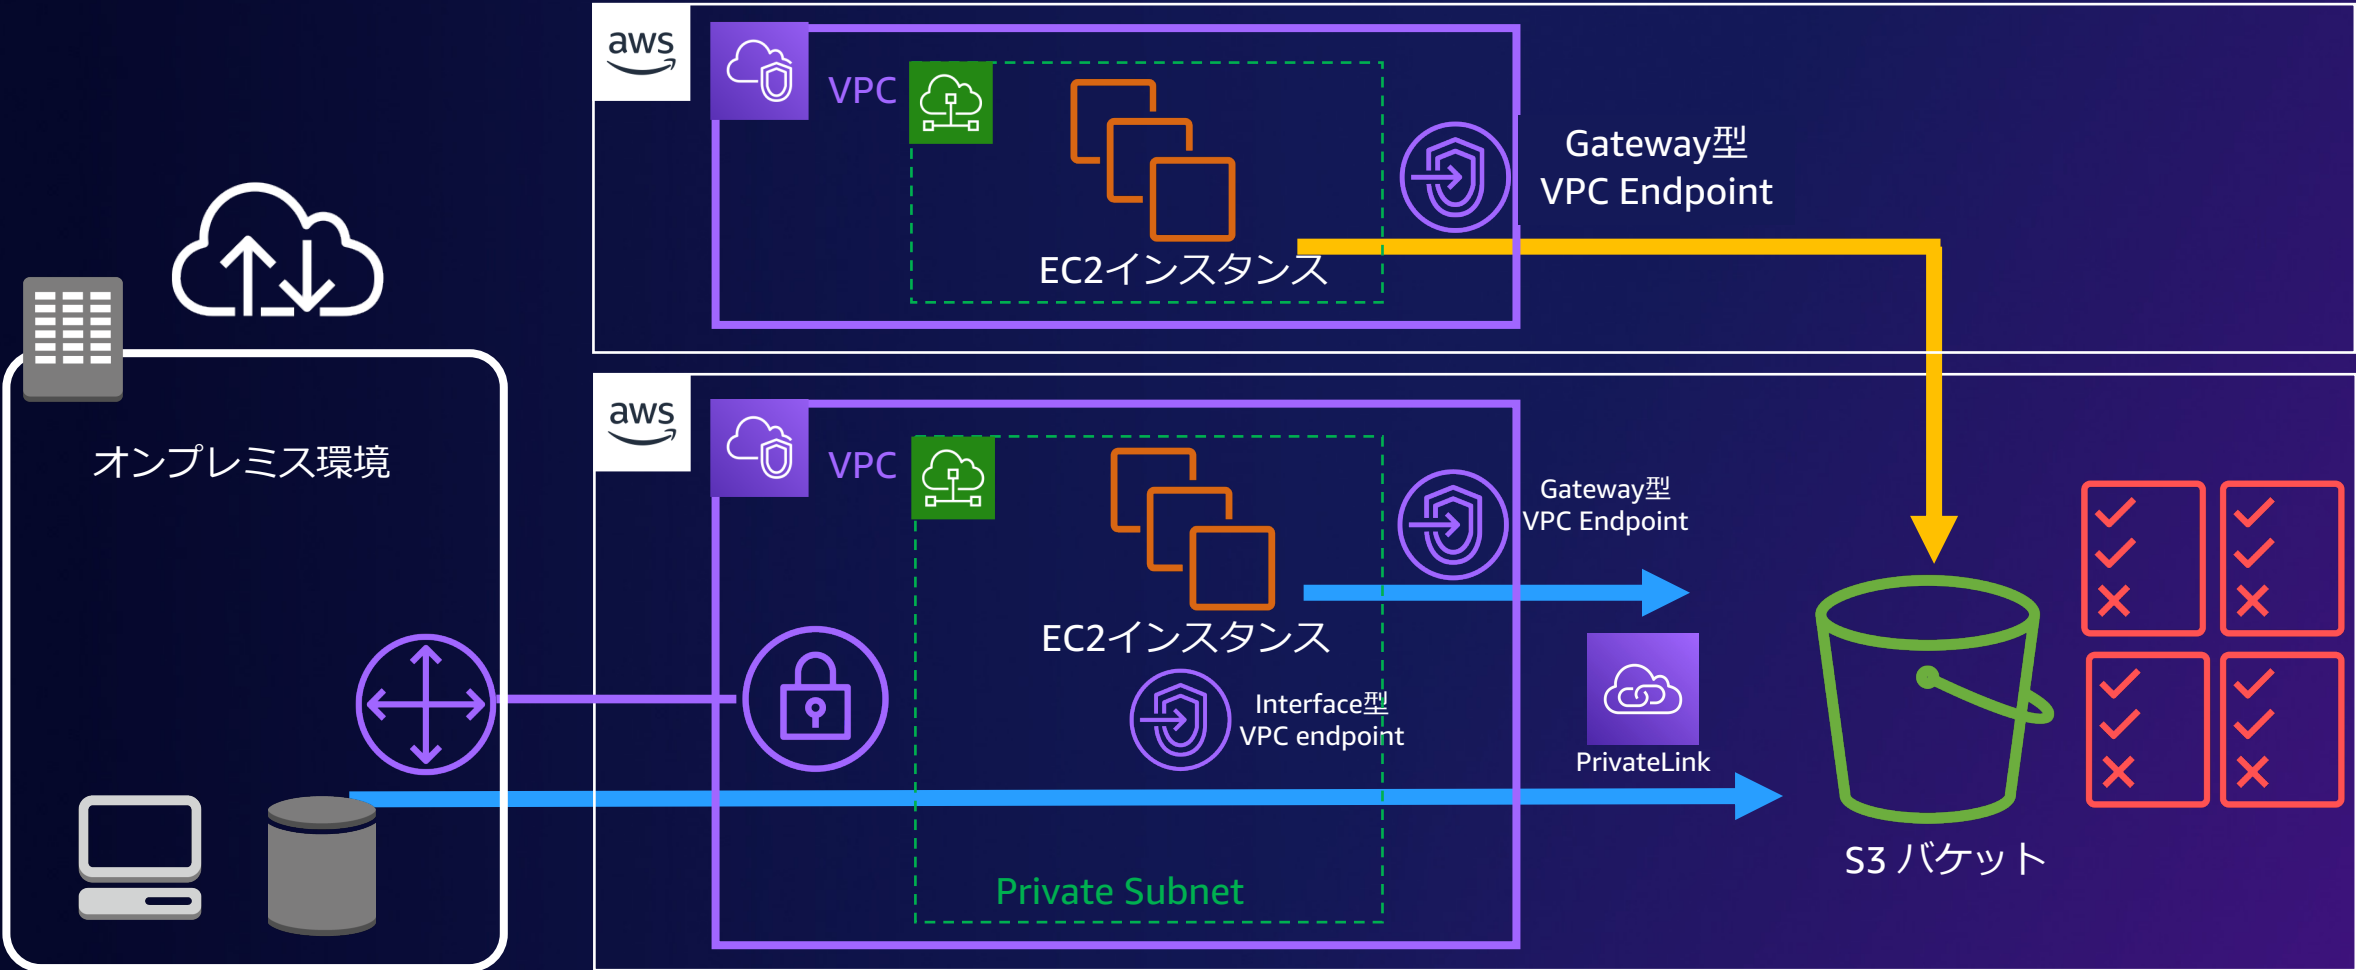 aws
VPC
EC2インスタンス
Gateway型
VPC Endpoint
オンプレミス環境
aws
VPC
EC2インスタンス
Gateway型
VPC Endpoint
Interface型
VPC endpoint
PrivateLink
Private Subnet
S3 バケット